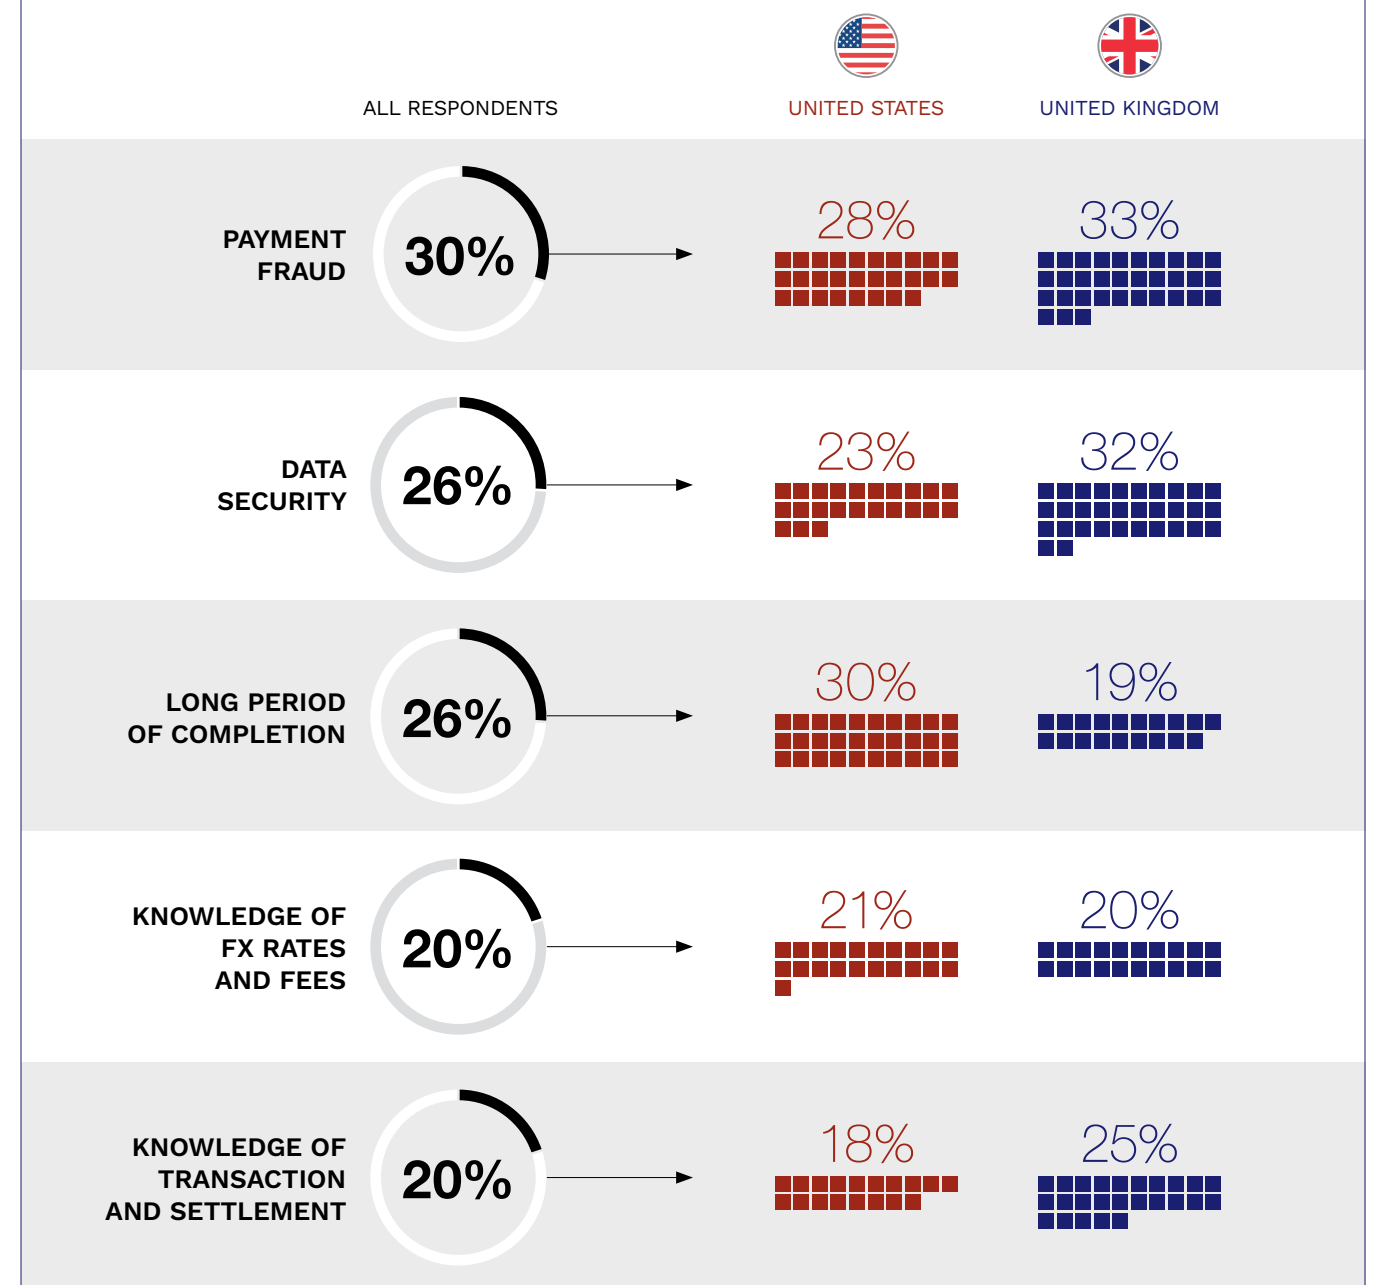 ALL RESPONDENTS
UNITED STATES
UNITED KINGDOM
PAYMENT
FRAUD
30%
28%
33%
DATA
SECURITY
26%
23%
32%
LONG PERIOD
OF COMPLETION
26%
30%
19%
KNOWLEDGE OF
FX RATES
AND FEES
20%
21%
20%
KNOWLEDGE OF
TRANSACTION
AND SETTLEMENT
20%
18%
25%